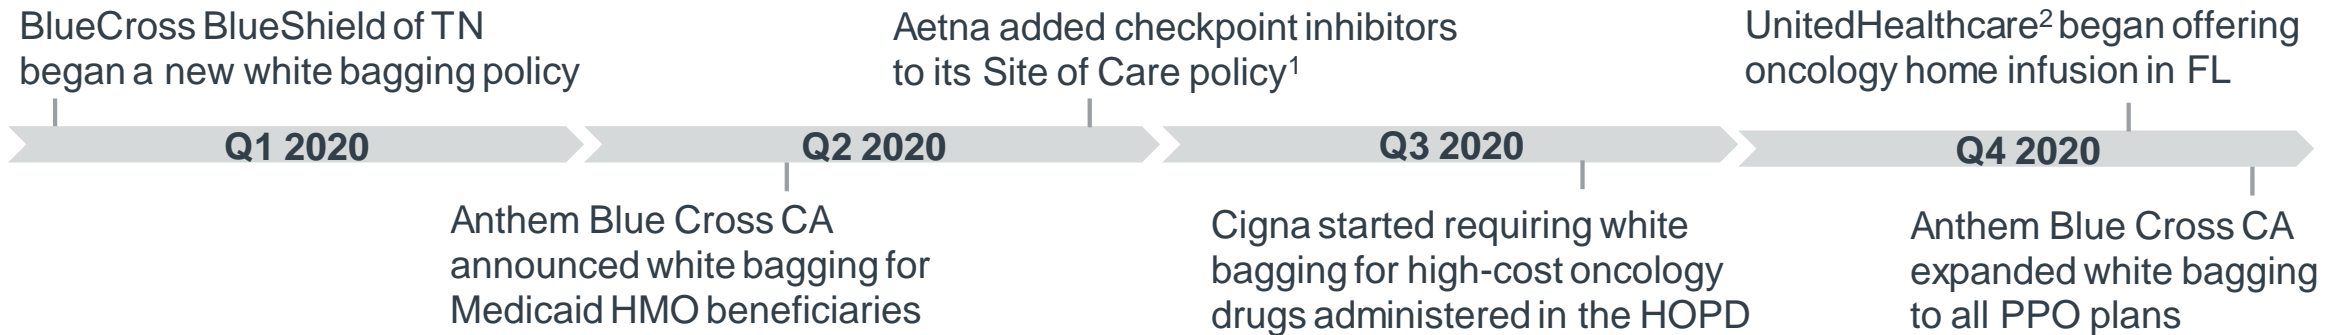 BlueCross BlueShield of TN
began a new white bagging policy
Aetna added checkpoint inhibitors
to its Site of Care policy¹
UnitedHealthcare² began offering
oncology home infusion in FL
Q1 2020
Q2 2020
Q3 2020
Q4 2020
Anthem Blue Cross CA
announced white bagging for
Medicaid HMO beneficiaries
Cigna started requiring white
bagging for high-cost oncology
drugs administered in the HOPD
Anthem Blue Cross CA
expanded white bagging
to all PPO plans